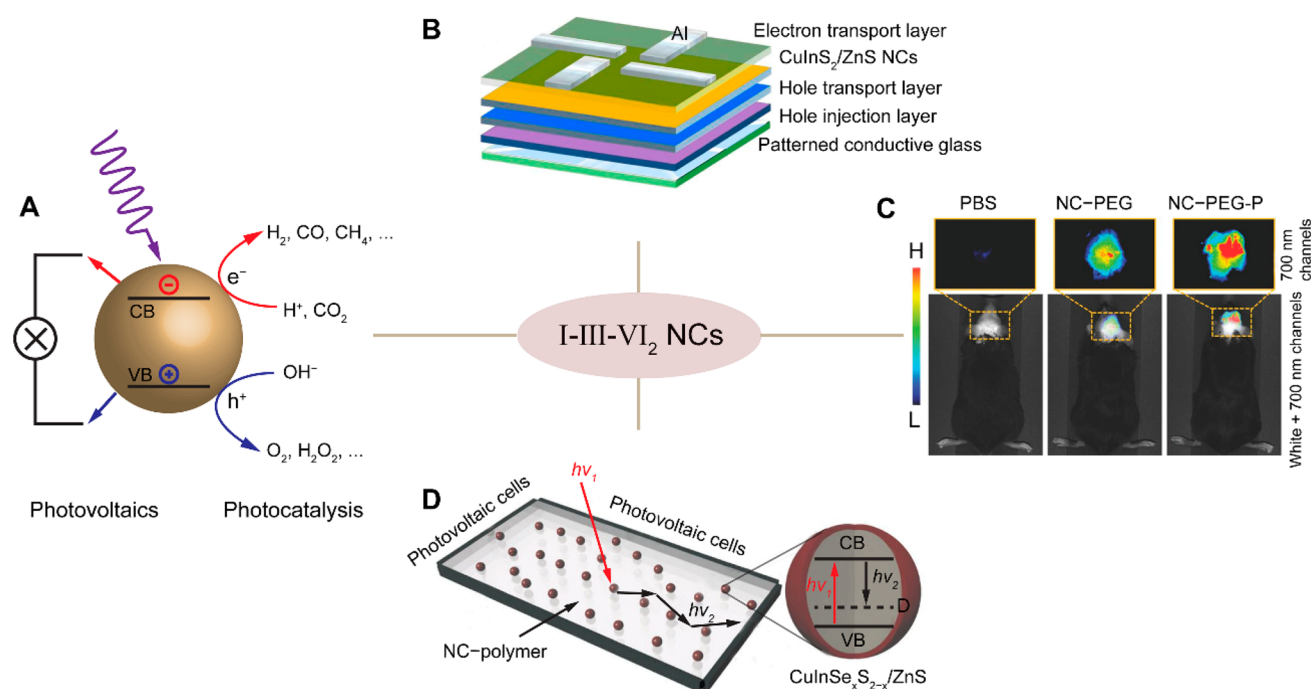 B
Al
Electron transport layer
CuInS₂/ZnS NCs
Hole transport layer
Hole injection layer
Patterned conductive glass
A
H₂, CO, CH₄, ...
e⁻
CB
H⁺, CO₂
VB
OH⁻
h⁺
O₂, H₂O₂, ...
Photovoltaics
Photocatalysis
I-III-VI₂ NCs
C
PBS
NC−PEG
NC−PEG-P
H
L
700 nm
channels
White + 700 nm channels
D
hv₁
Photovoltaic cells
Photovoltaic cells
hv₂
NC−polymer
CB
hv₁
hv₂
D
VB
CuInSeₓS₂₋ₓ/ZnS